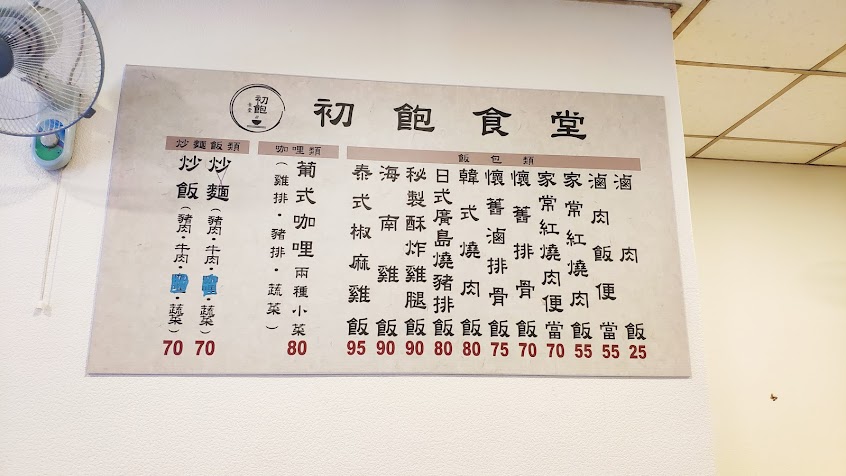 初飽食堂
初飽
食堂
飯包類
滷肉飯 25
滷肉飯便當 55
家常紅燒肉飯 55
家常紅燒肉便當 70
懷舊排骨飯 70
懷舊滷排骨飯 75
韓式燒肉飯 80
日式廣島燒豬排飯 80
秘製酥炸雞腿飯 90
海南雞飯 90
泰式椒麻雞飯 95
咖哩類
葡式咖哩兩種小菜 80
(雞排·豬排·蔬菜)
炒麵飯類
炒麵(豬肉·牛肉· ·蔬菜) 70
炒飯(豬肉·牛肉· ·蔬菜) 70